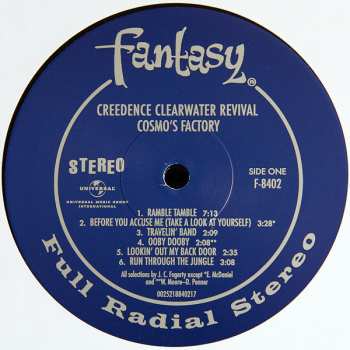 Fantasy®
CREEDENCE CLEARWATER REVIVAL
COSMO'S FACTORY
STEREO
UNIVERSAL
UNIVERSAL MUSIC GROUP
INTERNATIONAL
SIDE ONE
F-8402
1. RAMBLE TAMBLE 7:13
2. BEFORE YOU ACCUSE ME (TAKE A LOOK AT YOURSELF) 3:28*
3. TRAVELIN' BAND 2:09
4. OOBY DOOBY 2:08**
5. LOOKIN' OUT MY BACK DOOR 2:35
6. RUN THROUGH THE JUNGLE 3:08
All selections by J. C. Fogerty except *E. McDaniel
and **W. Moore–D. Penner
0025218840217
Full Radial Stereo